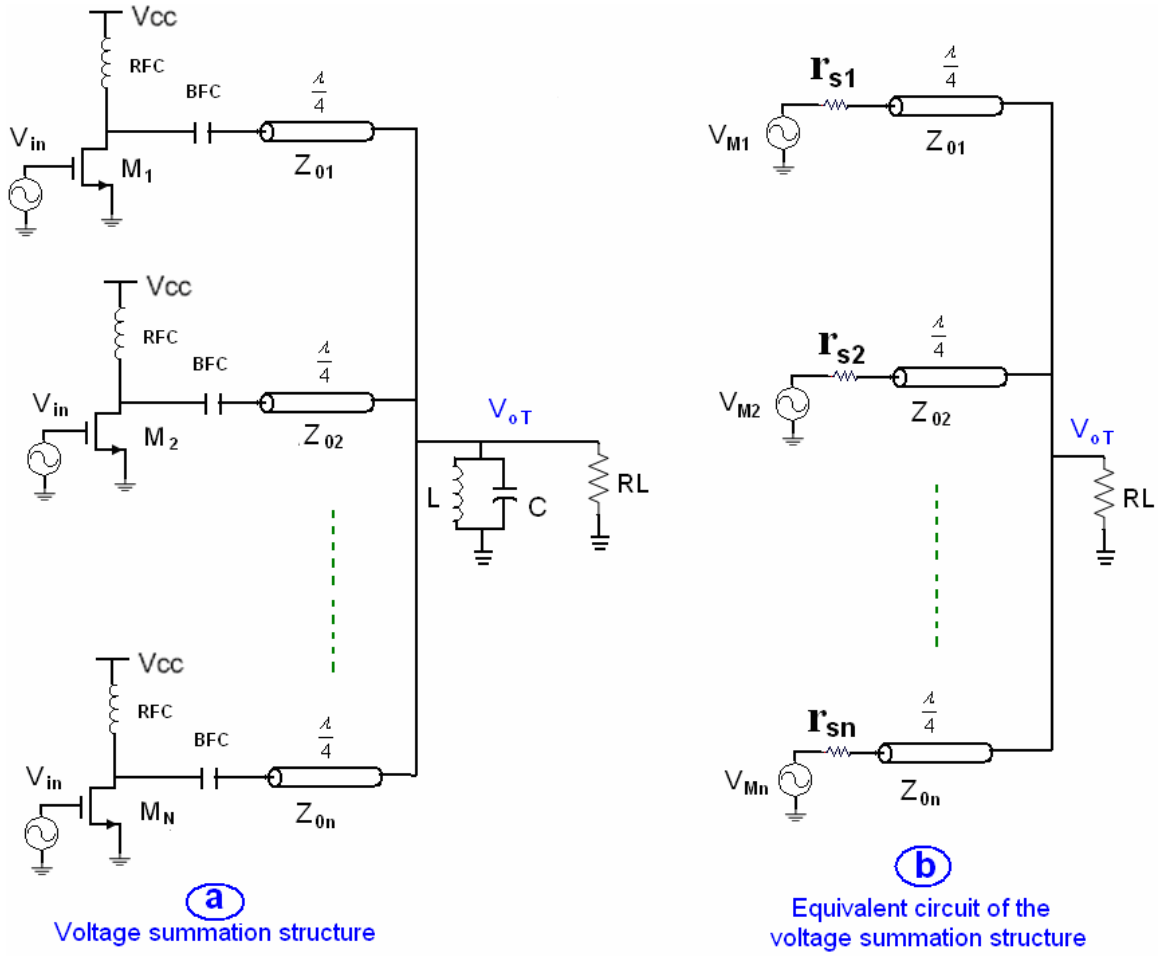 Vcc
RFC
BFC
λ/4
Vin
M1
Z01
Vcc
RFC
BFC
λ/4
Vin
M2
Z02
VoT
L
C
RL
Vcc
RFC
BFC
λ/4
Vin
MN
Z0n
a
Voltage summation structure
rs1
λ/4
VM1
Z01
rs2
λ/4
VM2
Z02
VoT
RL
rsn
λ/4
VMn
Z0n
b
Equivalent circuit of the
voltage summation structure